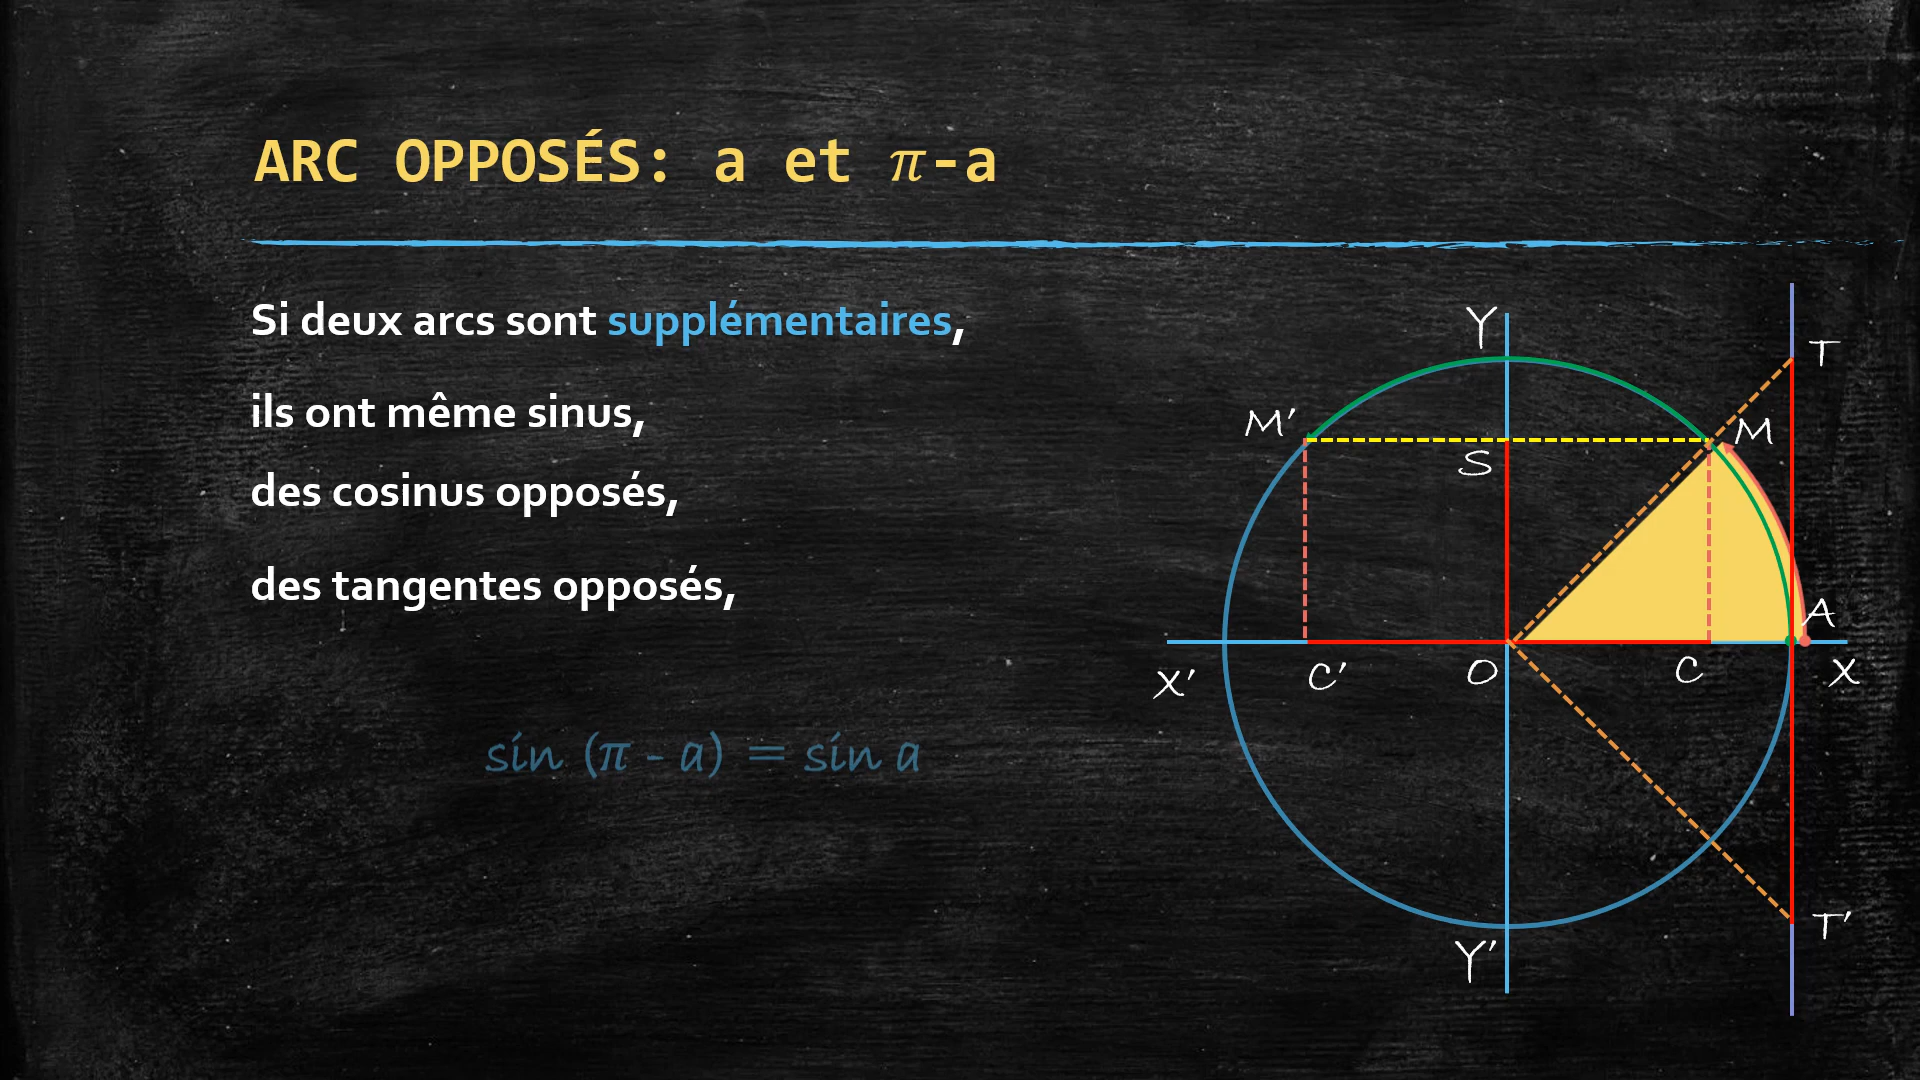 ARC OPPOSÉS: a et π-a
Si deux arcs sont supplémentaires,
ils ont même sinus,
des cosinus opposés,
des tangentes opposés,
sin (π - a) = sin a
Y
T
M'
M
S
A
X'
C'
O
C
X
T'
Y'